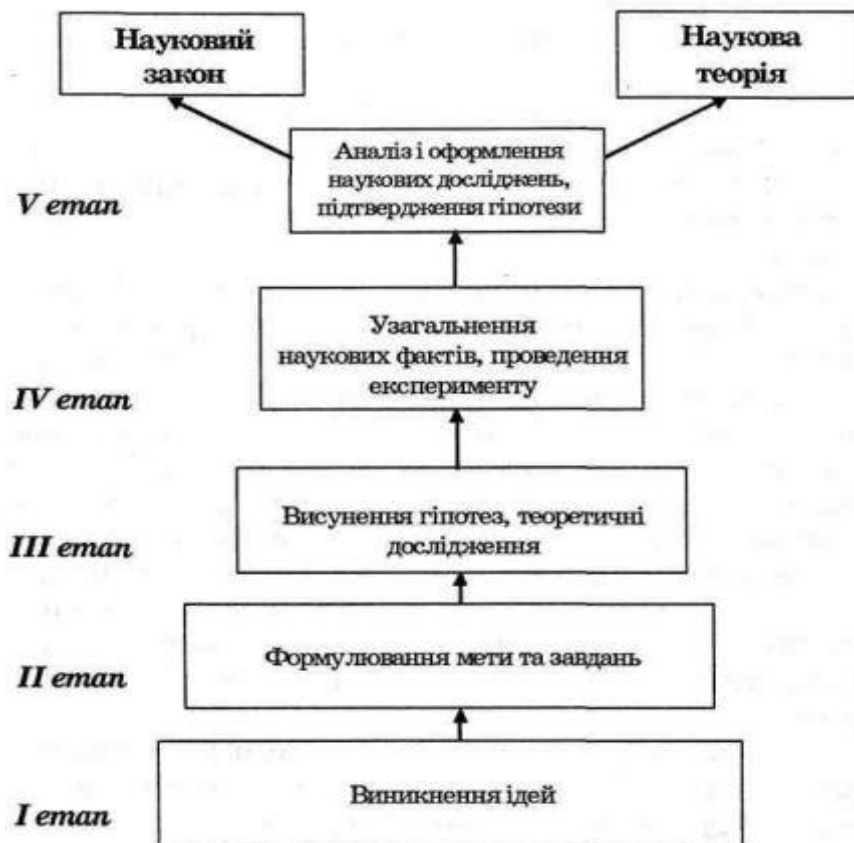 Науковий
закон
Наукова
теорія
Аналіз і оформлення
наукових досліджень,
підтвердження гіпотези
V етап
Узагальнення
наукових фактів, проведення
експерименту
IV етап
Висунення гіпотез, теоретичні
дослідження
III етап
Формулювання мети та завдань
II етап
Виникнення ідей
I етап